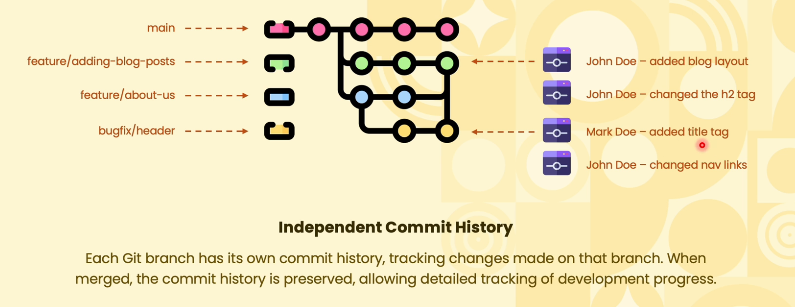 main
feature/adding-blog-posts
feature/about-us
bugfix/header
John Doe – added blog layout
John Doe – changed the h2 tag
Mark Doe – added title tag
John Doe – changed nav links
Independent Commit History
Each Git branch has its own commit history, tracking changes made on that branch. When
merged, the commit history is preserved, allowing detailed tracking of development progress.